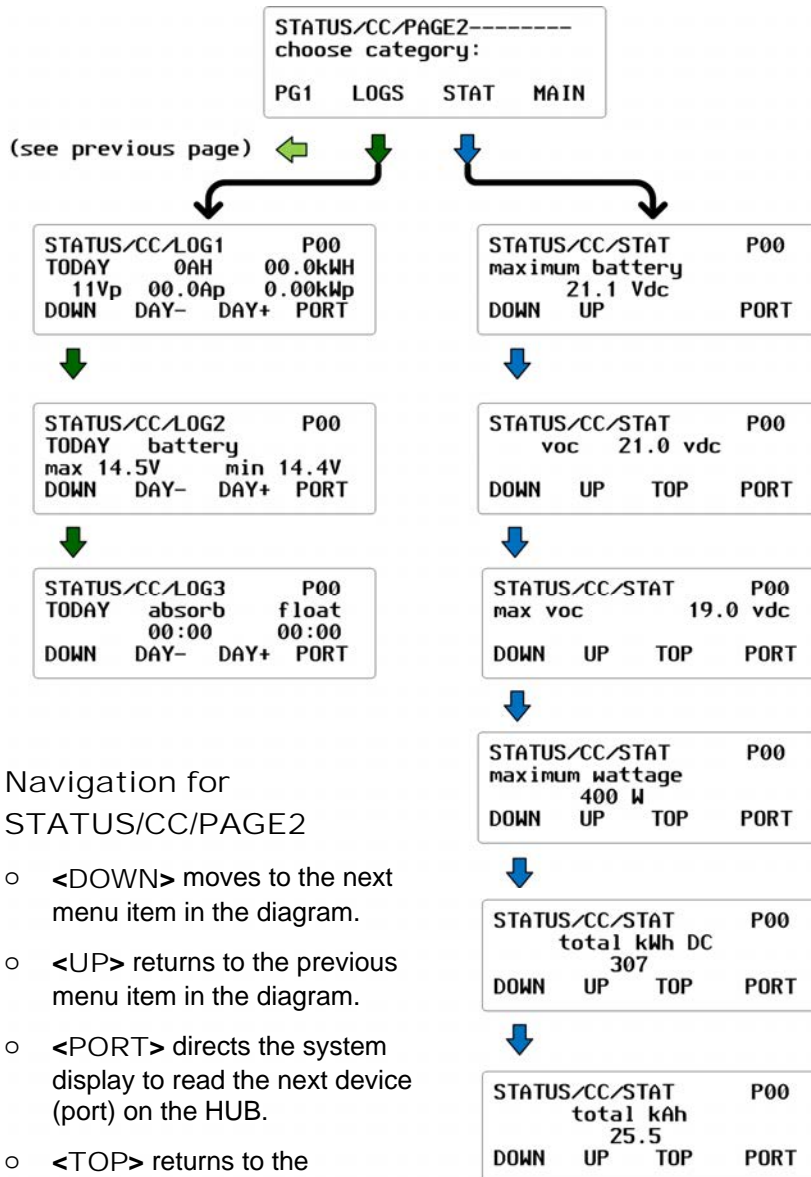 STATUS/CC/PAGE2--------
choose category:
PG1 LOGS STAT MAIN
(see previous page)
STATUS/CC/LOG1 P00
TODAY 0AH 00.0kWH
11Vp 00.0Ap 0.00kWp
DOWN DAY- DAY+ PORT
STATUS/CC/LOG2 P00
TODAY battery
max 14.5V min 14.4V
DOWN DAY- DAY+ PORT
STATUS/CC/LOG3 P00
TODAY absorb float
00:00 00:00
DOWN DAY- DAY+ PORT
STATUS/CC/STAT P00
maximum battery
21.1 Vdc
DOWN UP PORT
STATUS/CC/STAT P00
voc 21.0 vdc
DOWN UP TOP PORT
STATUS/CC/STAT P00
max voc 19.0 vdc
DOWN UP TOP PORT
STATUS/CC/STAT P00
maximum wattage
400 W
DOWN UP TOP PORT
STATUS/CC/STAT P00
total kWh DC
307
DOWN UP TOP PORT
STATUS/CC/STAT P00
total kAh
25.5
DOWN UP TOP PORT
Navigation for
STATUS/CC/PAGE2
o <DOWN> moves to the next
menu item in the diagram.
o <UP> returns to the previous
menu item in the diagram.
o <PORT> directs the system
display to read the next device
(port) on the HUB.
o <TOP> returns to the